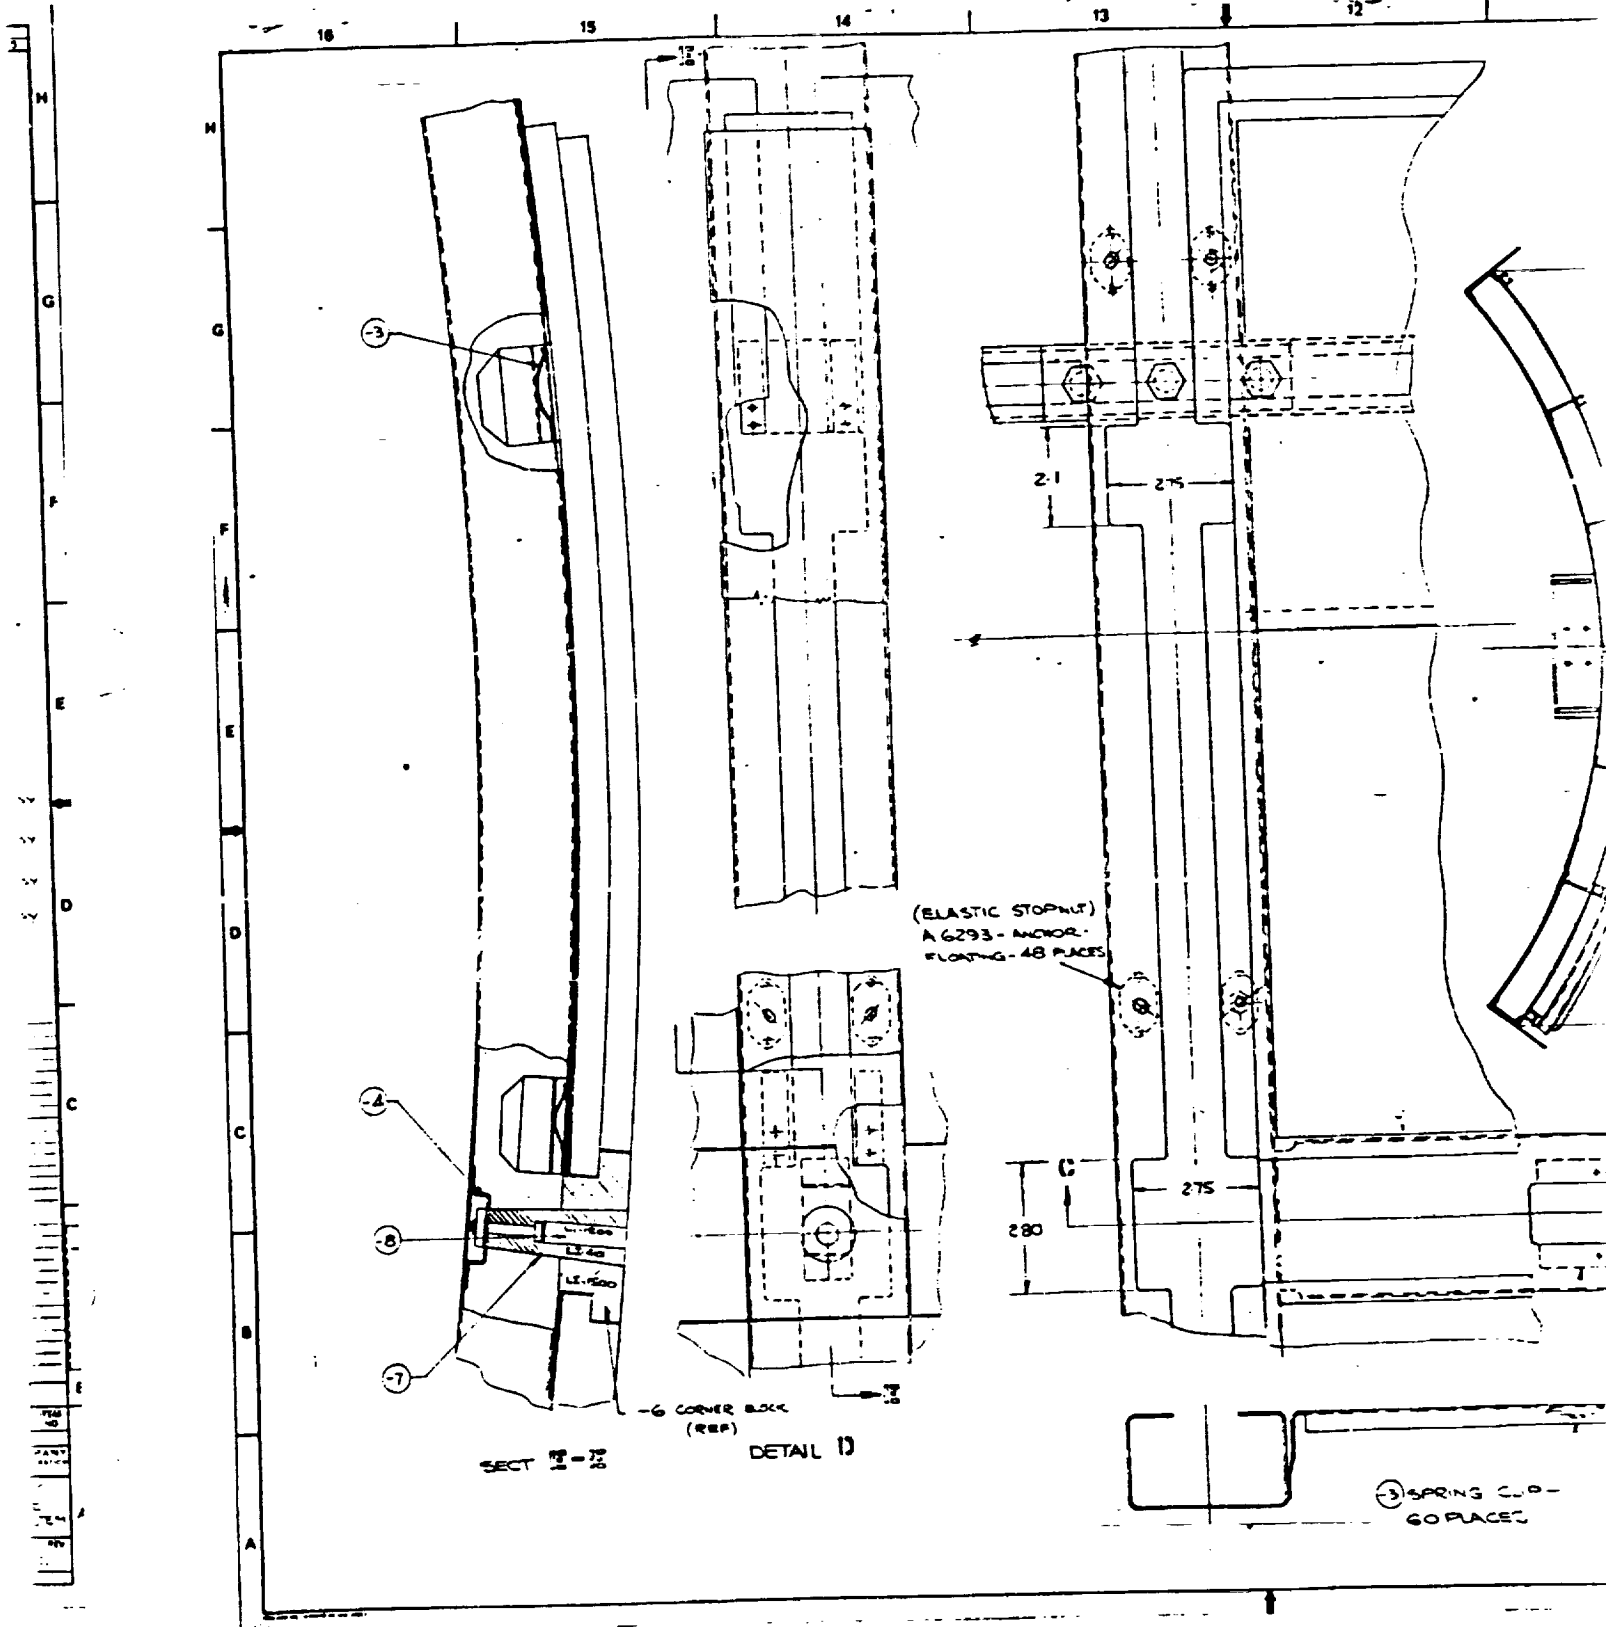 16
15
14
13
12
H
G
F
E
D
C
B
A
H
G
F
E
D
C
-3
2.1
275
(ELASTIC STOPNUT)
A 6293 - ANCHOR -
FLOATING - 48 PLACES
-4
-8
-7
275
280
-6 CORNER BLOCK
(REF)
SECT
DETAIL D
-3 SPRING CLIP -
60 PLACES